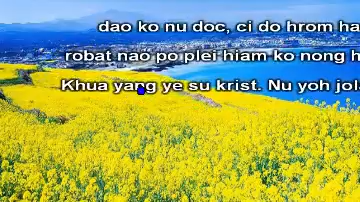 dao ko nu doc, ci do hrom ha
robat nao po plei hiam ko nong h
Khua yang ye su krist. Nu yoh jol